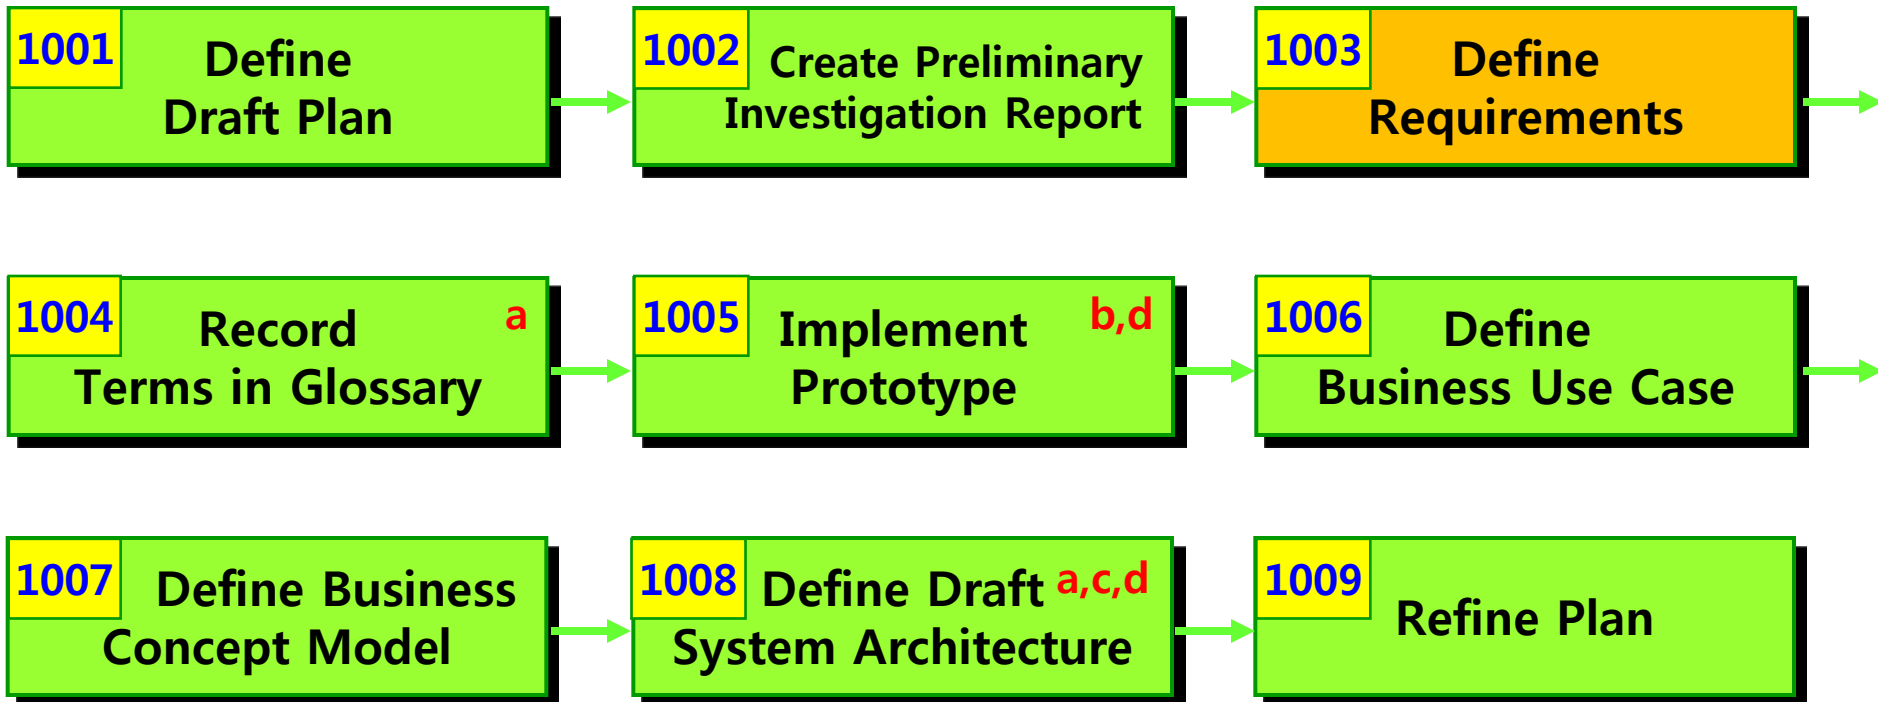 1001
Define
Draft Plan
1002
Create Preliminary
Investigation Report
1003
Define
Requirements
1004
Record
a
Terms in Glossary
1005
Implement
b,d
Prototype
1006
Define
Business Use Case
1007
Define Business
Concept Model
1008
Define Draft
a,c,d
System Architecture
1009
Refine Plan